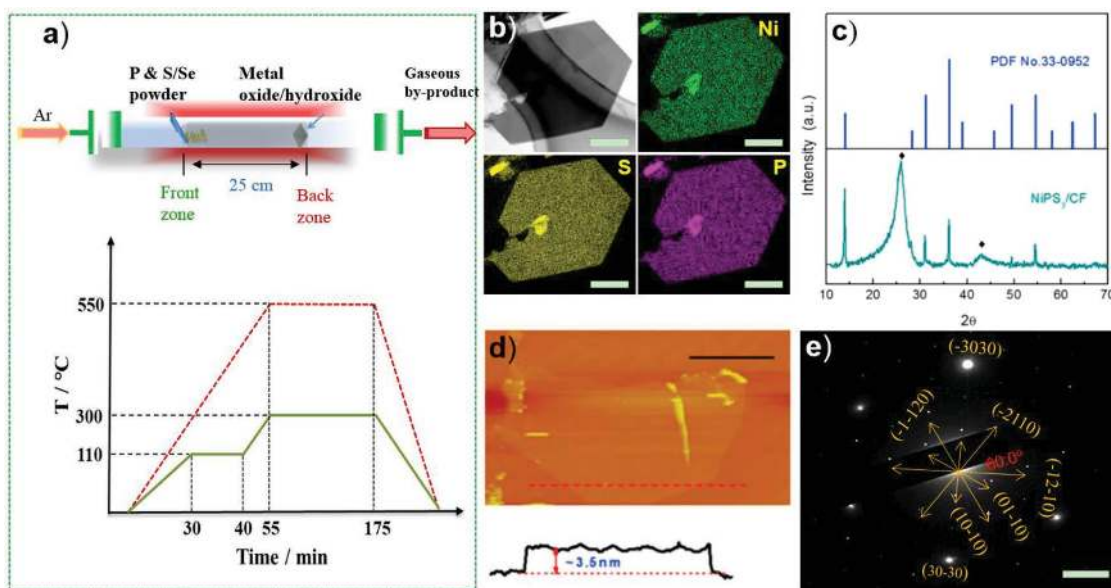 a)
P & S/Se
powder
Metal
oxide/hydroxide
Gaseous
by-product
Ar
25 cm
Front
zone
Back
zone
T / °C
550
300
110
30 40 55 175
Time / min
b)
Ni
S
P
c)
Intensity (a.u.)
PDF No.33-0952
NiPS3/CF
10 20 30 40 50 60 70
2θ
d)
~3.5nm
e)
(-3030)
(-1-120)
(-2110)
60.0°
(-12-10)
(01-10)
(10-10)
(30-30)